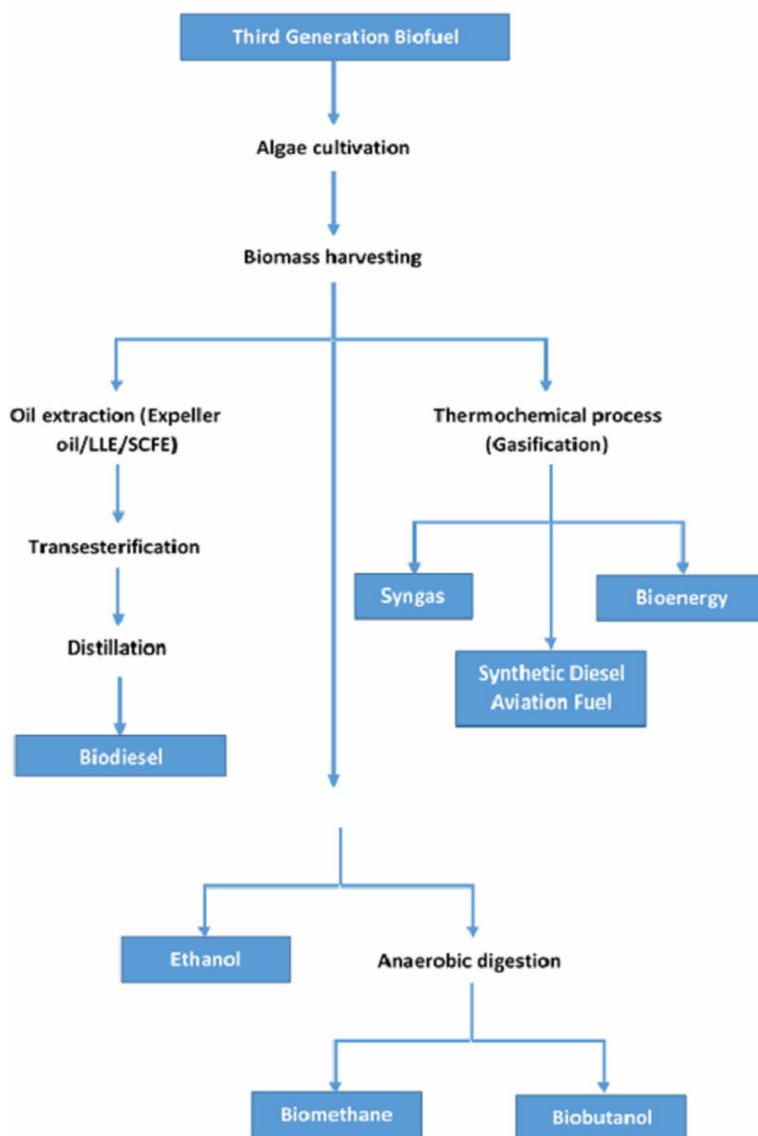 Third Generation Biofuel
Algae cultivation
Biomass harvesting
Oil extraction (Expeller
oil/LLE/SCFE)
Thermochemical process
(Gasification)
Transesterification
Syngas
Bioenergy
Distillation
Synthetic Diesel
Aviation Fuel
Biodiesel
Ethanol
Anaerobic digestion
Biomethane
Biobutanol